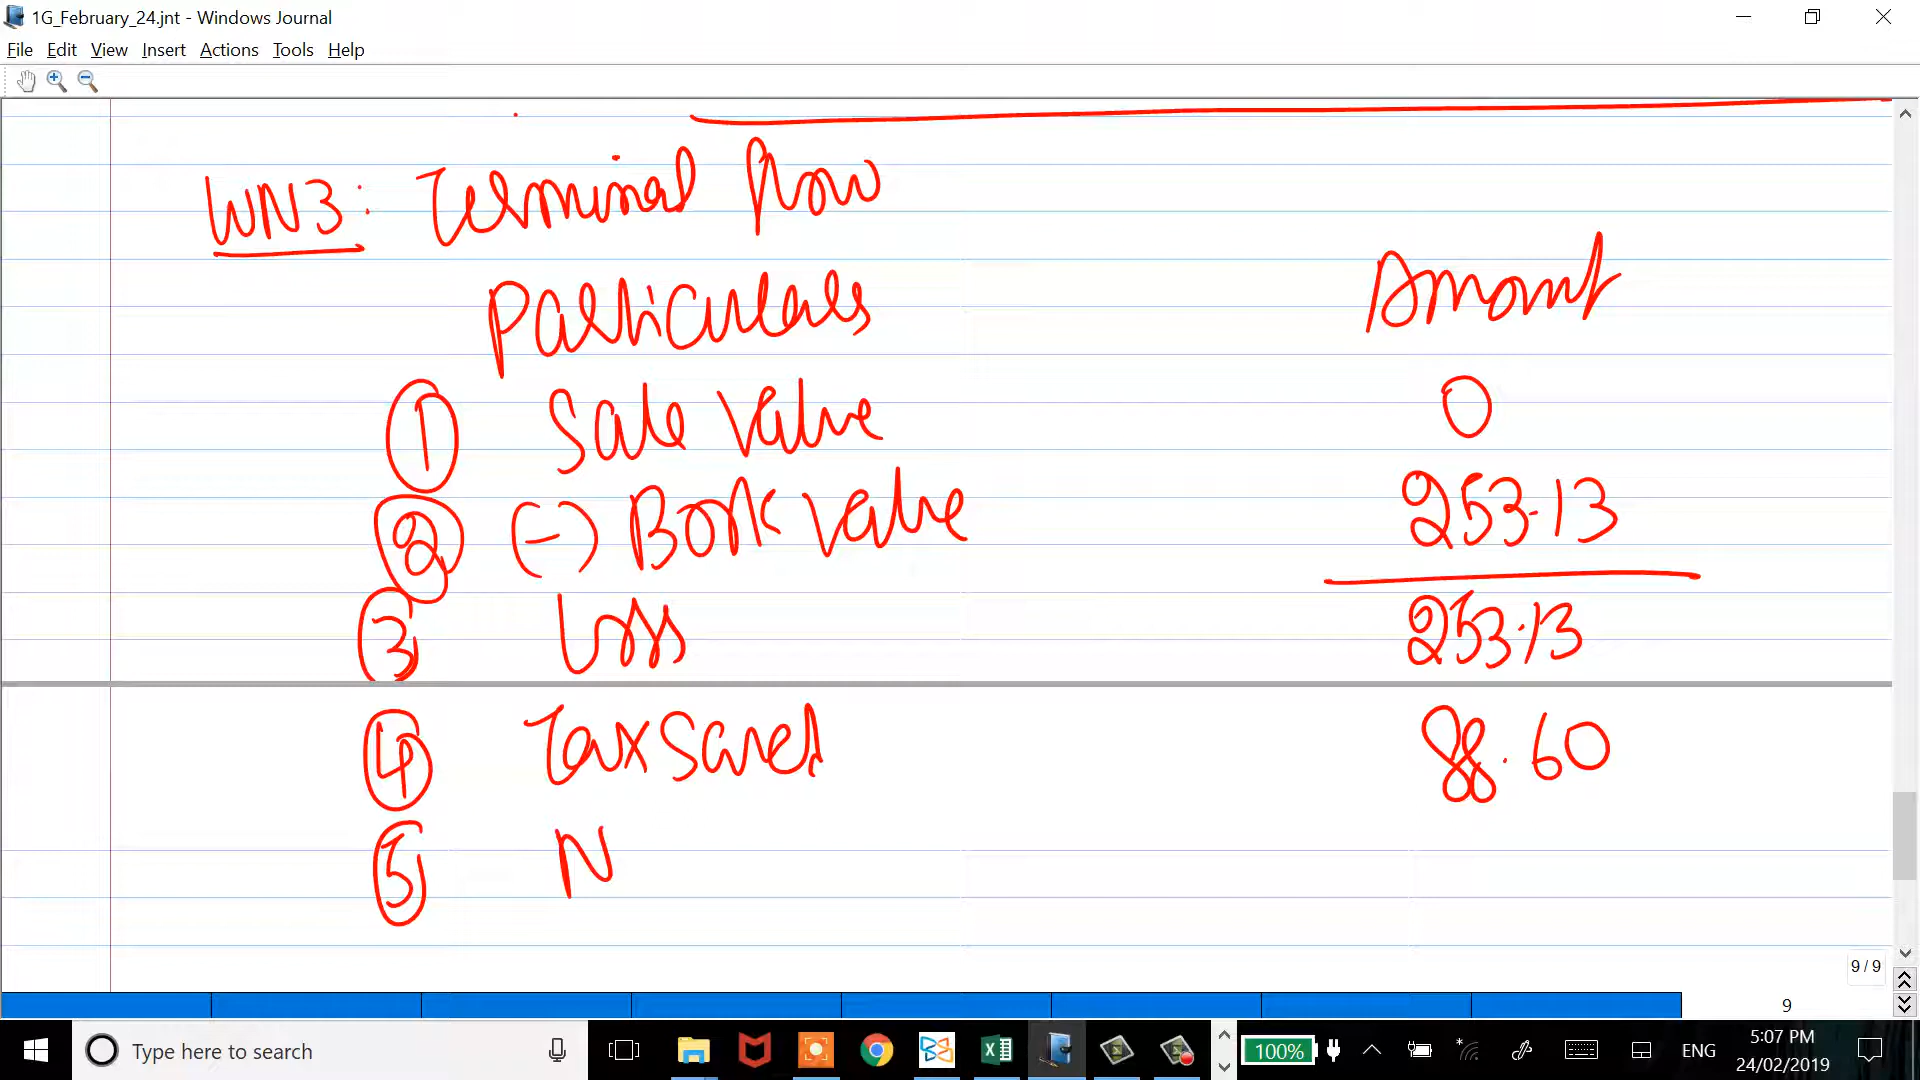 1G_February_24.jnt - Windows Journal
File Edit View Insert Actions Tools Help
WN3: Terminal flow
Particulars Amount
1 Sale Value 0
2 (-) Book Value 253.13
3 Loss 253.13
4 Tax Saved 88.60
5 N
9 / 9
9
Type here to search 100% ENG 5:07 PM
24/02/2019